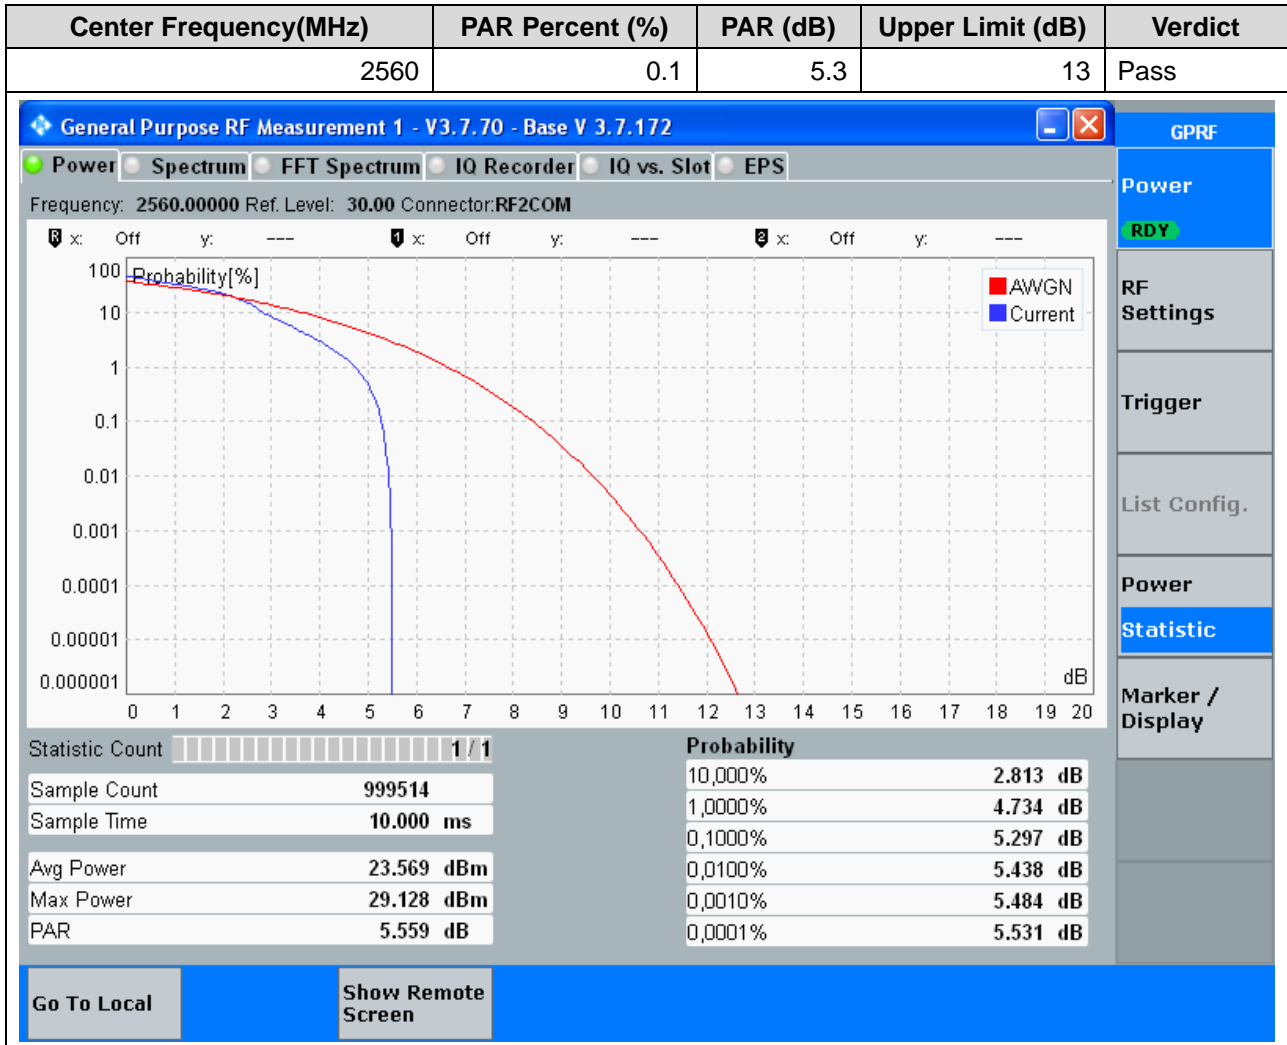 Center Frequency(MHz) PAR Percent (%) PAR (dB) Upper Limit (dB) Verdict
2560 0.1 5.3 13 Pass
General Purpose RF Measurement 1 - V3.7.70 - Base V 3.7.172
GPRF
Power Spectrum FFT Spectrum IQ Recorder IQ vs. Slot EPS
Power
RDY
Frequency: 2560.00000 Ref. Level: 30.00 Connector:RF2COM
R x: Off y: --- 1 x: Off y: --- 2 x: Off y: ---
Probability[%]
AWGN
Current
100
10
1
0.1
0.01
0.001
0.0001
0.00001
0.000001
dB
0 1 2 3 4 5 6 7 8 9 10 11 12 13 14 15 16 17 18 19 20
RF
Settings
Trigger
List Config.
Power
Statistic
Marker /
Display
Statistic Count 1 / 1
Sample Count 999514
Sample Time 10.000 ms
Avg Power 23.569 dBm
Max Power 29.128 dBm
PAR 5.559 dB
Probability
10,000% 2.813 dB
1,0000% 4.734 dB
0,1000% 5.297 dB
0,0100% 5.438 dB
0,0010% 5.484 dB
0,0001% 5.531 dB
Go To Local
Show Remote
Screen